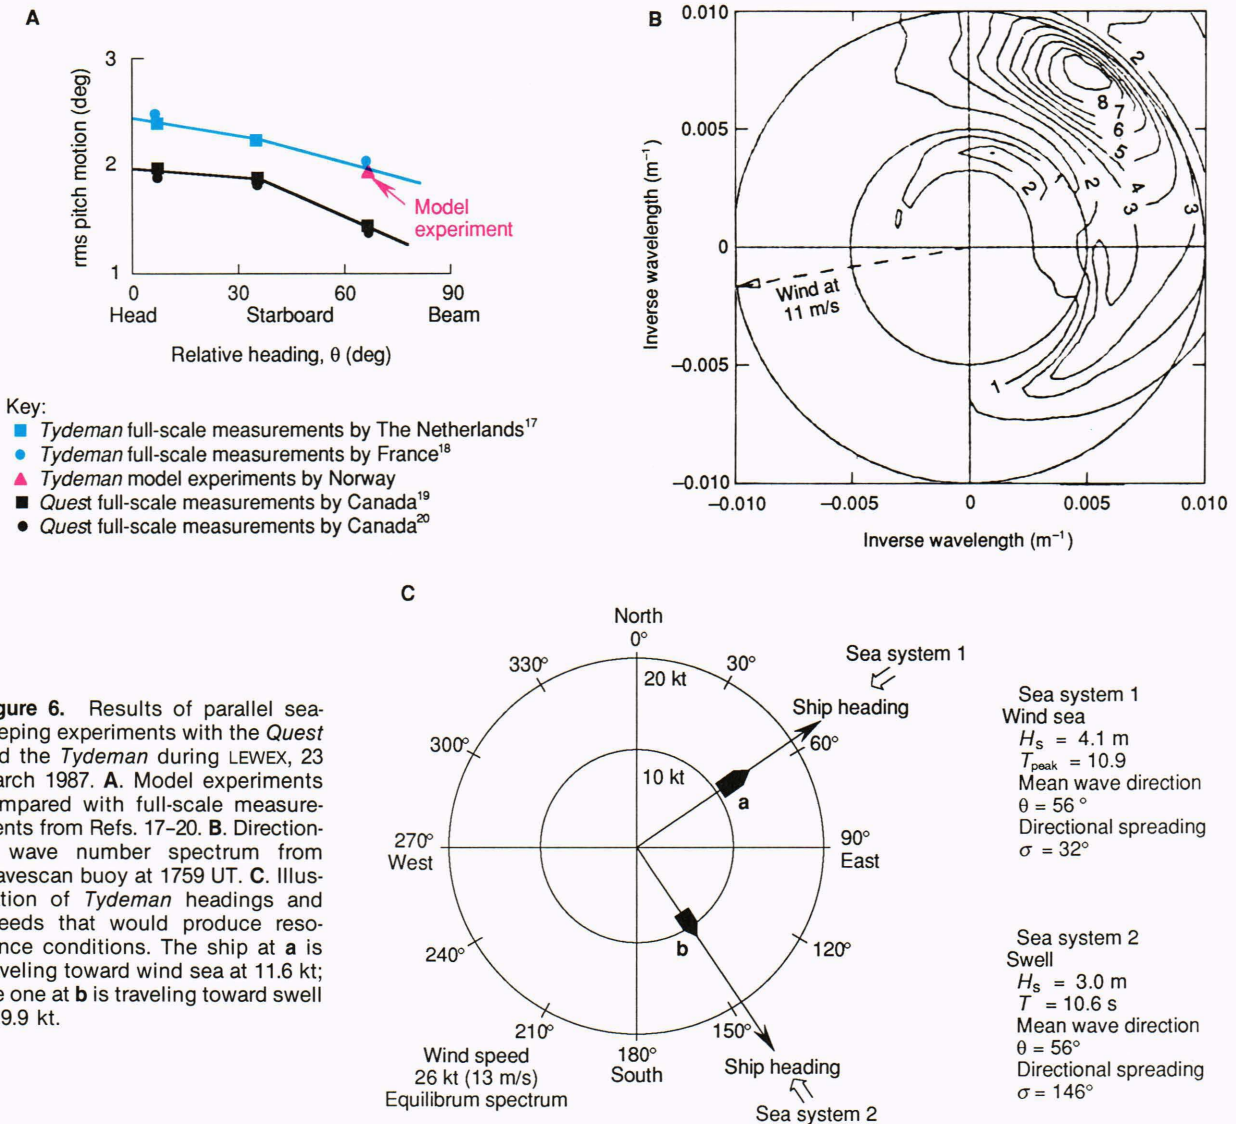 A
3
2
1
rms pitch motion (deg)
0 30 60 90
Head Starboard Beam
Relative heading, θ (deg)
Model
experiment
Key:
Tydeman full-scale measurements by The Netherlands17
Tydeman full-scale measurements by France18
Tydeman model experiments by Norway
Quest full-scale measurements by Canada19
Quest full-scale measurements by Canada20
B
0.010
0.005
0
−0.005
−0.010
Inverse wavelength (m−1)
−0.010 −0.005 0 0.005 0.010
Inverse wavelength (m−1)
Wind at
11 m/s
2
8
7
6
5
4
3
3
2
1
2
1
gure 6. Results of parallel sea-
eeping experiments with the Quest
d the Tydeman during LEWEX, 23
arch 1987. A. Model experiments
mpared with full-scale measure-
ents from Refs. 17–20. B. Direction-
wave number spectrum from
avescan buoy at 1759 UT. C. Illus-
ation of Tydeman headings and
eeds that would produce reso-
nce conditions. The ship at a is
veling toward wind sea at 11.6 kt;
e one at b is traveling toward swell
9.9 kt.
C
North
0°
30°
60°
90°
East
120°
150°
180°
South
210°
240°
270°
West
300°
330°
20 kt
10 kt
a
b
Sea system 1
Ship heading
Ship heading
Sea system 2
Wind speed
26 kt (13 m/s)
Equilibrum spectrum
Sea system 1
Wind sea
Hs = 4.1 m
Tpeak = 10.9
Mean wave direction
θ = 56 °
Directional spreading
σ = 32°
Sea system 2
Swell
Hs = 3.0 m
T = 10.6 s
Mean wave direction
θ = 56°
Directional spreading
σ = 146°